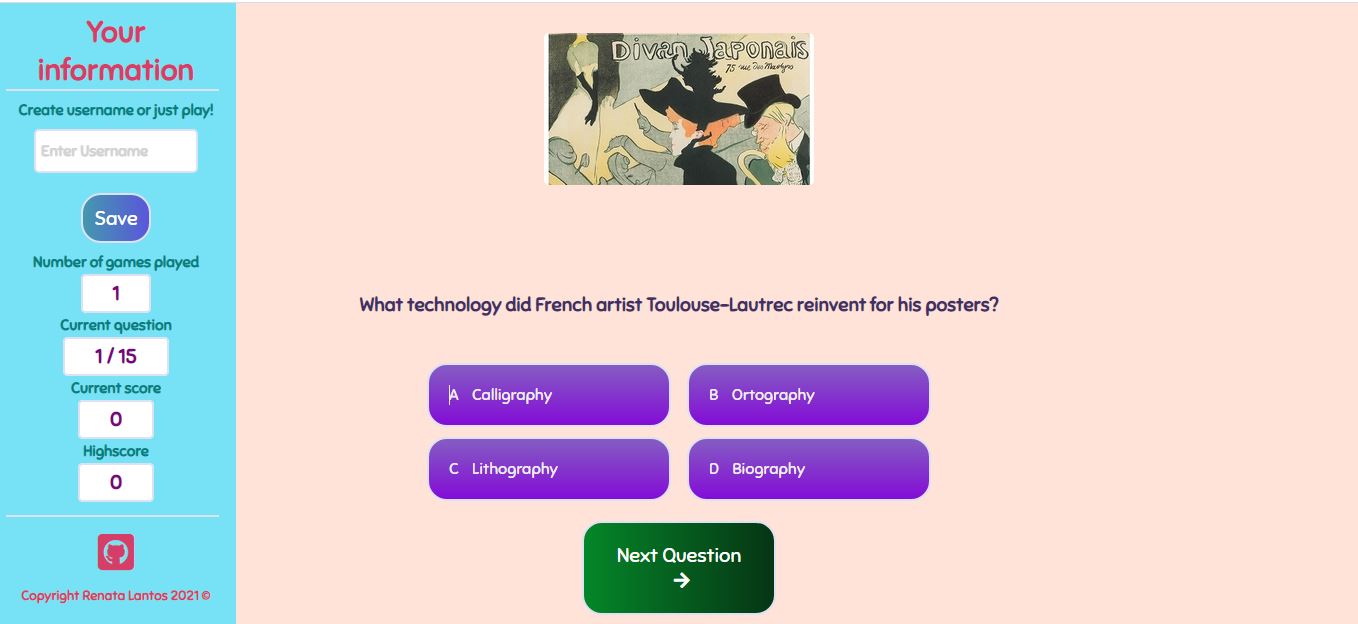 Your
information
Create username or just play!
Enter Username
Save
Number of games played
1
Current question
1 / 15
Current score
0
Highscore
0
Copyright Renata Lantos 2021 ©
Divan Japonais
75 rue des Martyrs
What technology did French artist Toulouse-Lautrec reinvent for his posters?
A Calligraphy
B Ortography
C Lithography
D Biography
Next Question
→